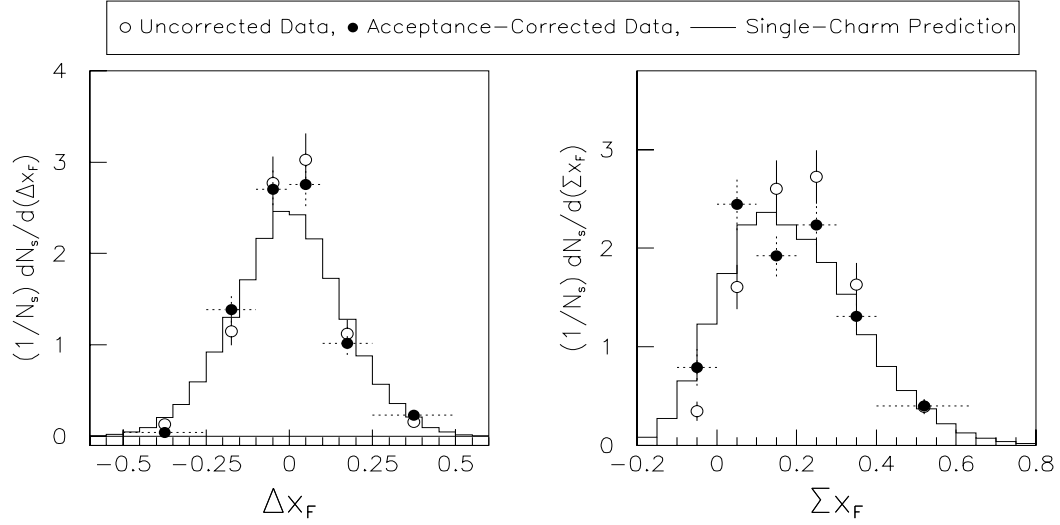 Uncorrected Data, Acceptance-Corrected Data, Single-Charm Prediction
(1/N_s) dN_s/d(Δx_F)
4
3
2
1
0
-0.5 -0.25 0 0.25 0.5
Δx_F
(1/N_s) dN_s/d(Σx_F)
3
2
1
0
-0.2 0 0.2 0.4 0.6 0.8
Σx_F